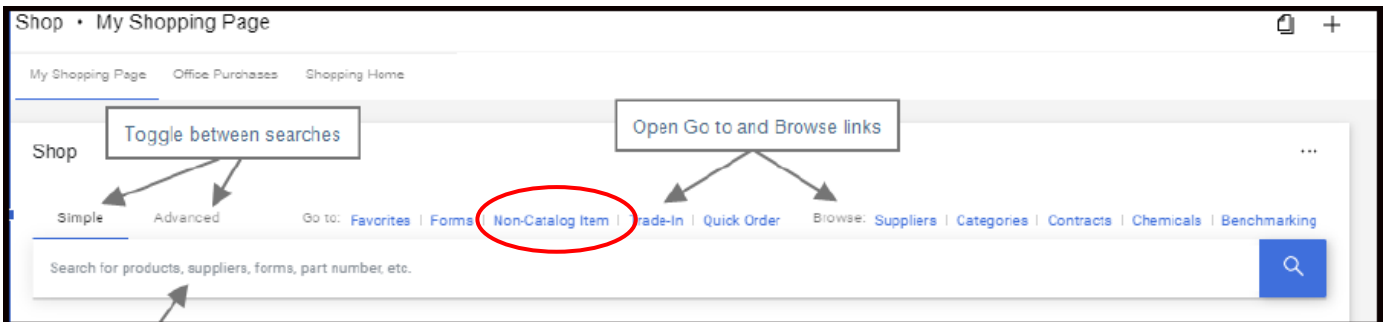 Shop • My Shopping Page
My Shopping Page Office Purchases Shopping Home
Toggle between searches
Open Go to and Browse links
Shop
...
Simple Advanced Go to: Favorites | Forms | Non-Catalog Item | Trade-In | Quick Order Browse: Suppliers | Categories | Contracts | Chemicals | Benchmarking
Search for products, suppliers, forms, part number, etc.